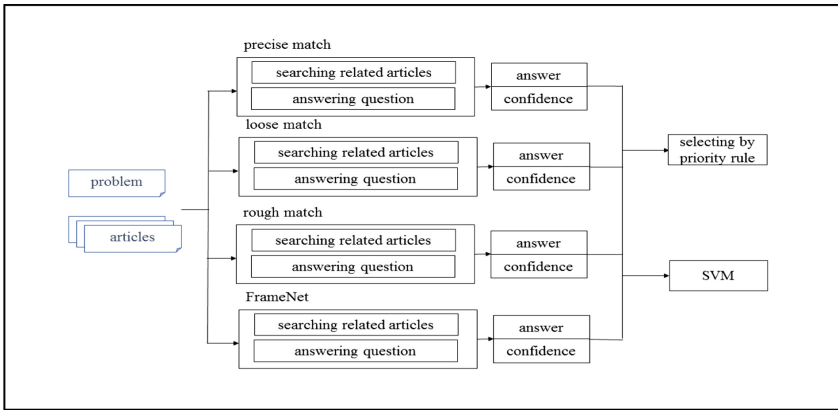 precise match
searching related articles
answering question
answer
confidence
loose match
searching related articles
answering question
answer
confidence
selecting by
priority rule
problem
articles
rough match
searching related articles
answering question
answer
confidence
SVM
FrameNet
searching related articles
answering question
answer
confidence